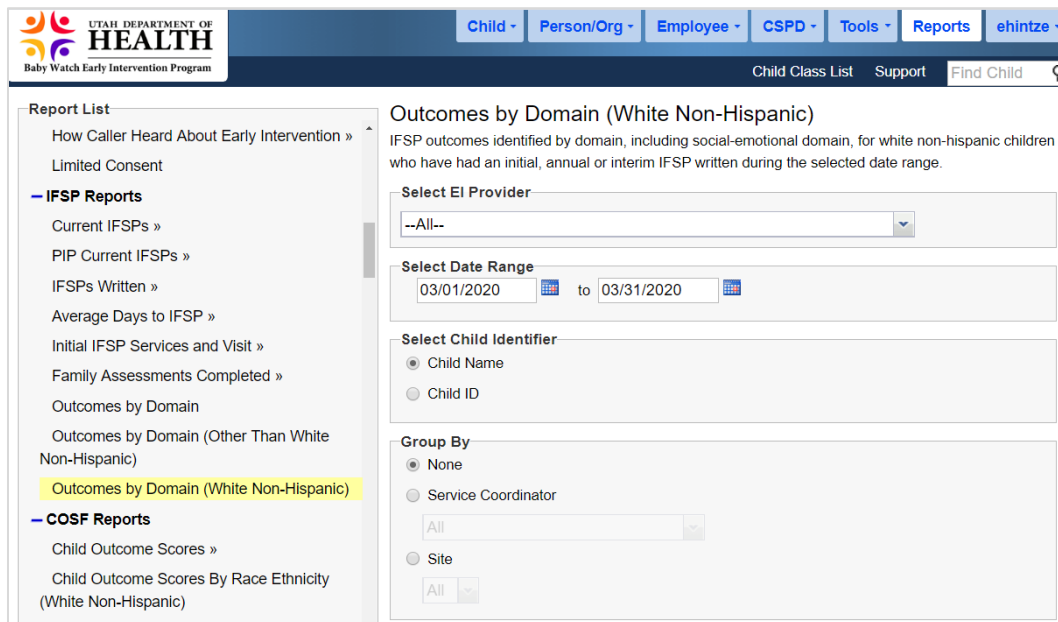 UTAH DEPARTMENT OF
HEALTH
Baby Watch Early Intervention Program
Child
Person/Org
Employee
CSPD
Tools
Reports
ehintze
Child Class List
Support
Find Child
Report List
How Caller Heard About Early Intervention »
Limited Consent
– IFSP Reports
Current IFSPs »
PIP Current IFSPs »
IFSPs Written »
Average Days to IFSP »
Initial IFSP Services and Visit »
Family Assessments Completed »
Outcomes by Domain
Outcomes by Domain (Other Than White
Non-Hispanic)
Outcomes by Domain (White Non-Hispanic)
– COSF Reports
Child Outcome Scores »
Child Outcome Scores By Race Ethnicity
(White Non-Hispanic)
Outcomes by Domain (White Non-Hispanic)
IFSP outcomes identified by domain, including social-emotional domain, for white non-hispanic children
who have had an initial, annual or interim IFSP written during the selected date range.
Select EI Provider
--All--
Select Date Range
03/01/2020 to 03/31/2020
Select Child Identifier
Child Name
Child ID
Group By
None
Service Coordinator
All
Site
All